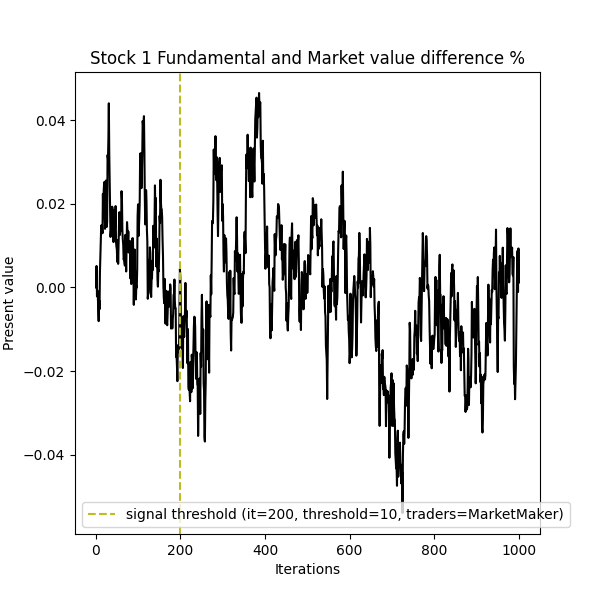 Stock 1 Fundamental and Market value difference %
Present value
0.04
0.02
0.00
−0.02
−0.04
signal threshold (it=200, threshold=10, traders=MarketMaker)
0
200
400
600
800
1000
Iterations